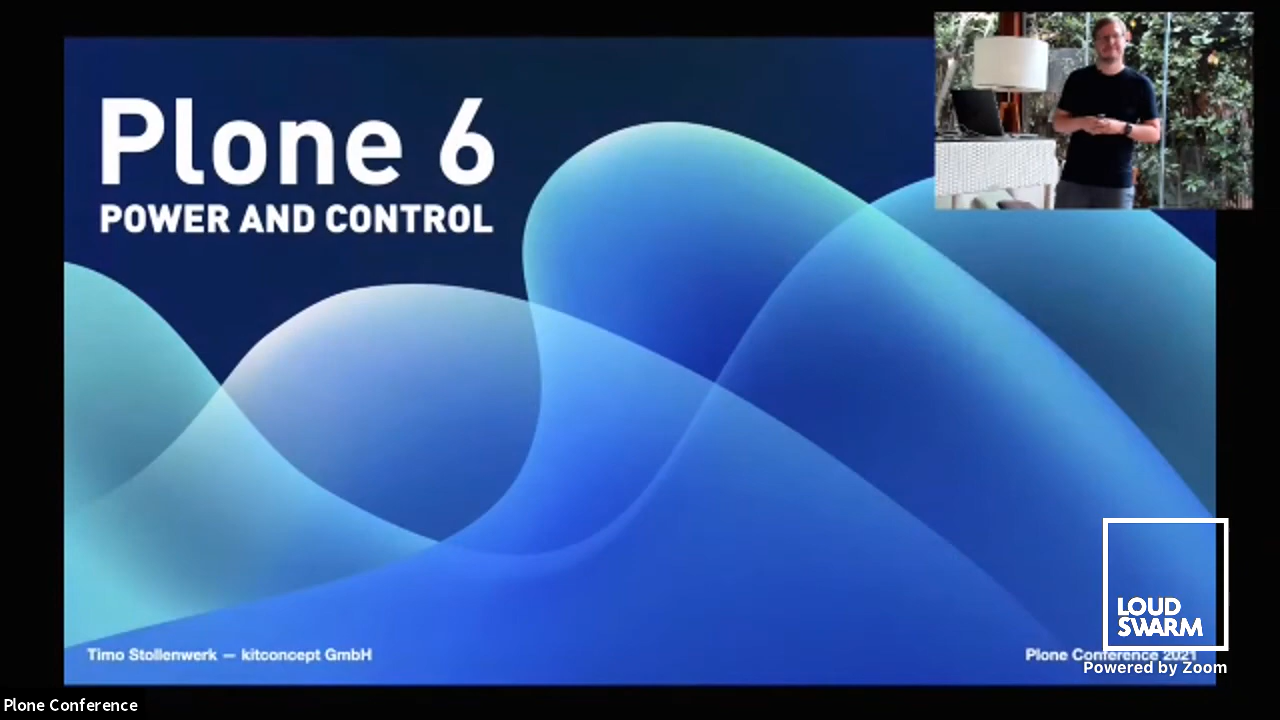 Plone 6
POWER AND CONTROL
Timo Stollenwerk — kitconcept GmbH
Plone Conference 2021
LOUD
SWARM
Powered by Zoom
Plone Conference